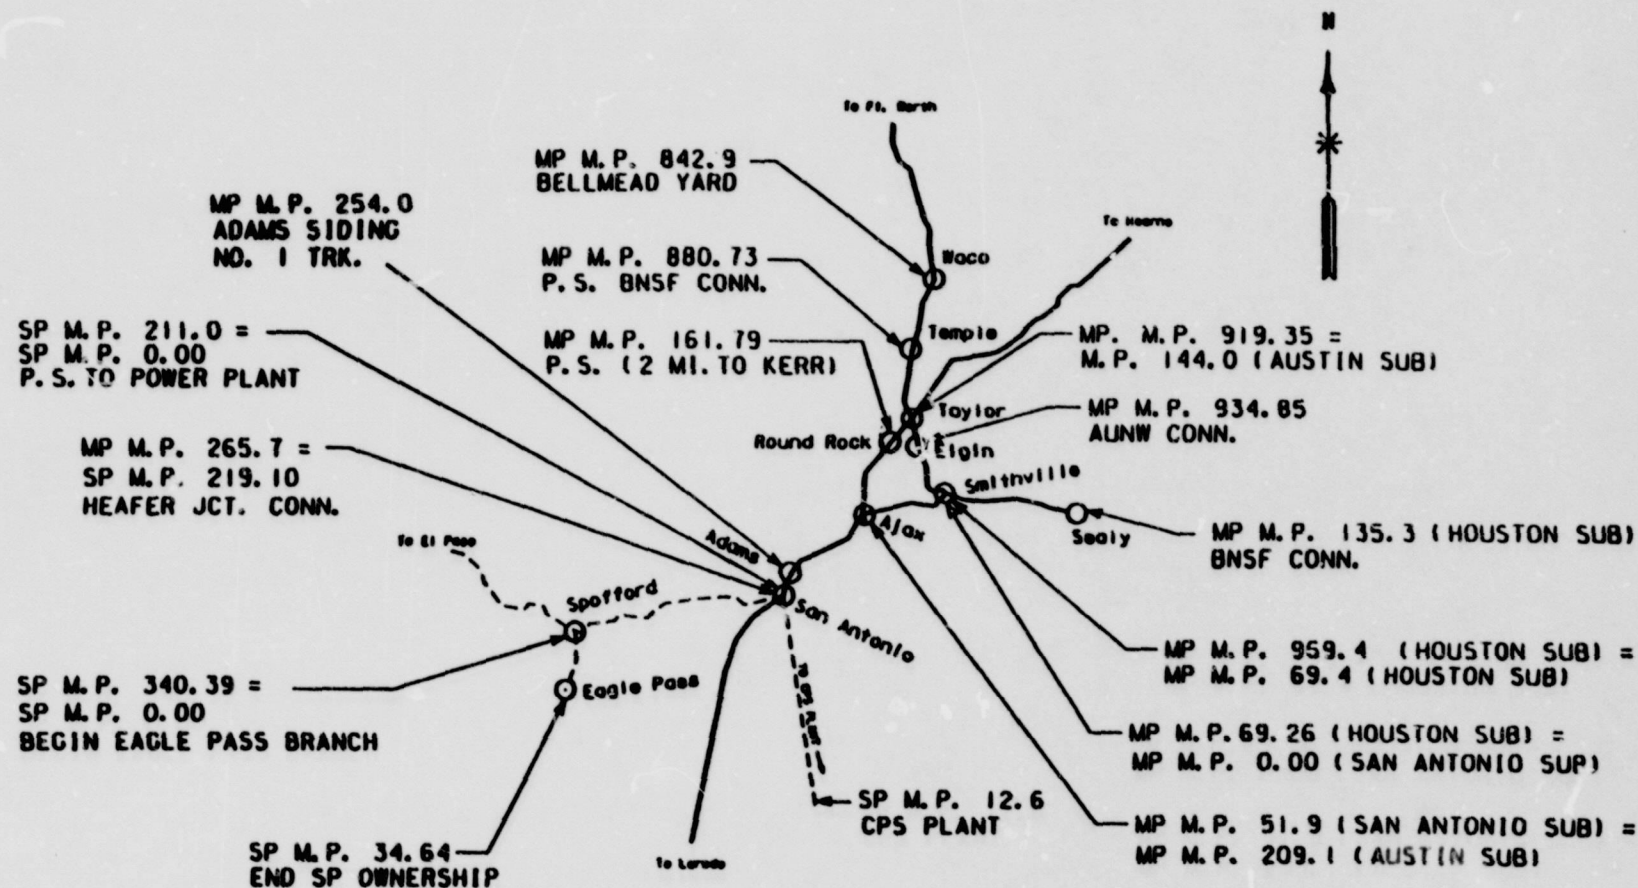 N
To Ft. Worth
MP M.P. 842.9
BELLMEAD YARD
MP M.P. 254.0
ADAMS SIDING
NO. 1 TRK.
To Hearne
MP M.P. 880.73
P.S. BNSF CONN.
Waco
SP M.P. 211.0 =
SP M.P. 0.00
P.S. TO POWER PLANT
MP M.P. 161.79
P.S. (2 MI. TO KERR)
Temple
MP. M.P. 919.35 =
M.P. 144.0 (AUSTIN SUB)
Taylor
MP M.P. 934.85
AUNW CONN.
Round Rock
Elgin
MP M.P. 265.7 =
SP M.P. 219.10
HEAFER JCT. CONN.
Smithville
Ajax
Sealy
MP M.P. 135.3 (HOUSTON SUB)
BNSF CONN.
To El Paso
Adams
Spofford
San Antonio
MP M.P. 959.4 (HOUSTON SUB) =
MP M.P. 69.4 (HOUSTON SUB)
SP M.P. 340.39 =
SP M.P. 0.00
BEGIN EAGLE PASS BRANCH
Eagle Pass
MP M.P. 69.26 (HOUSTON SUB) =
MP M.P. 0.00 (SAN ANTONIO SUP)
SP M.P. 12.6
CPS PLANT
MP M.P. 51.9 (SAN ANTONIO SUB) =
MP M.P. 209.1 (AUSTIN SUB)
SP M.P. 34.64
END SP OWNERSHIP
To Laredo